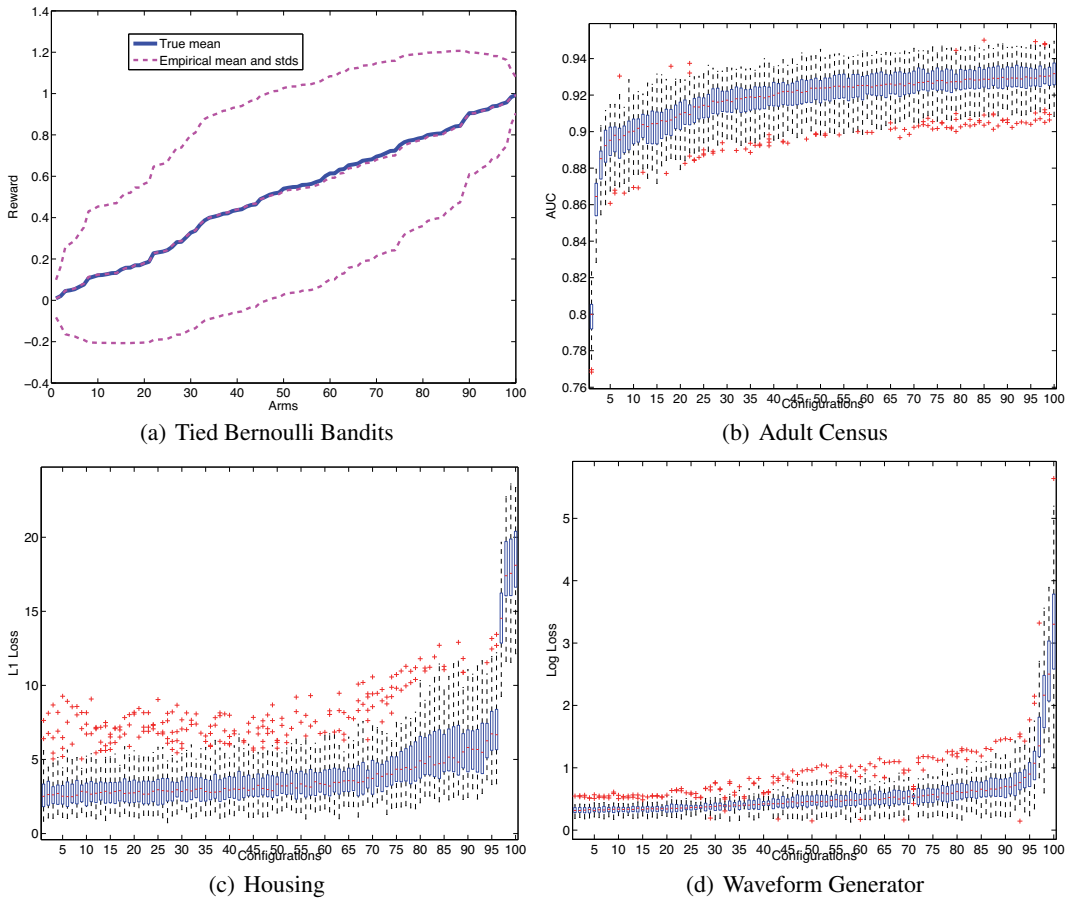 1.4
1.2
1
0.8
0.6
0.4
0.2
0
−0.2
−0.4
Reward
True mean
Empirical mean and stds
0 10 20 30 40 50 60 70 80 90 100
Arms
(a) Tied Bernoulli Bandits
0.94
0.92
0.9
0.88
0.86
0.84
0.82
0.8
0.78
0.76
AUC
5 10 15 20 25 30 35 40 45 50 55 60 65 70 75 80 85 90 95 100
Configurations
(b) Adult Census
20
15
10
5
0
L1 Loss
5 10 15 20 25 30 35 40 45 50 55 60 65 70 75 80 85 90 95 100
Configurations
(c) Housing
5
4
3
2
1
0
Log Loss
5 10 15 20 25 30 35 40 45 50 55 60 65 70 75 80 85 90 95 100
Configurations
(d) Waveform Generator